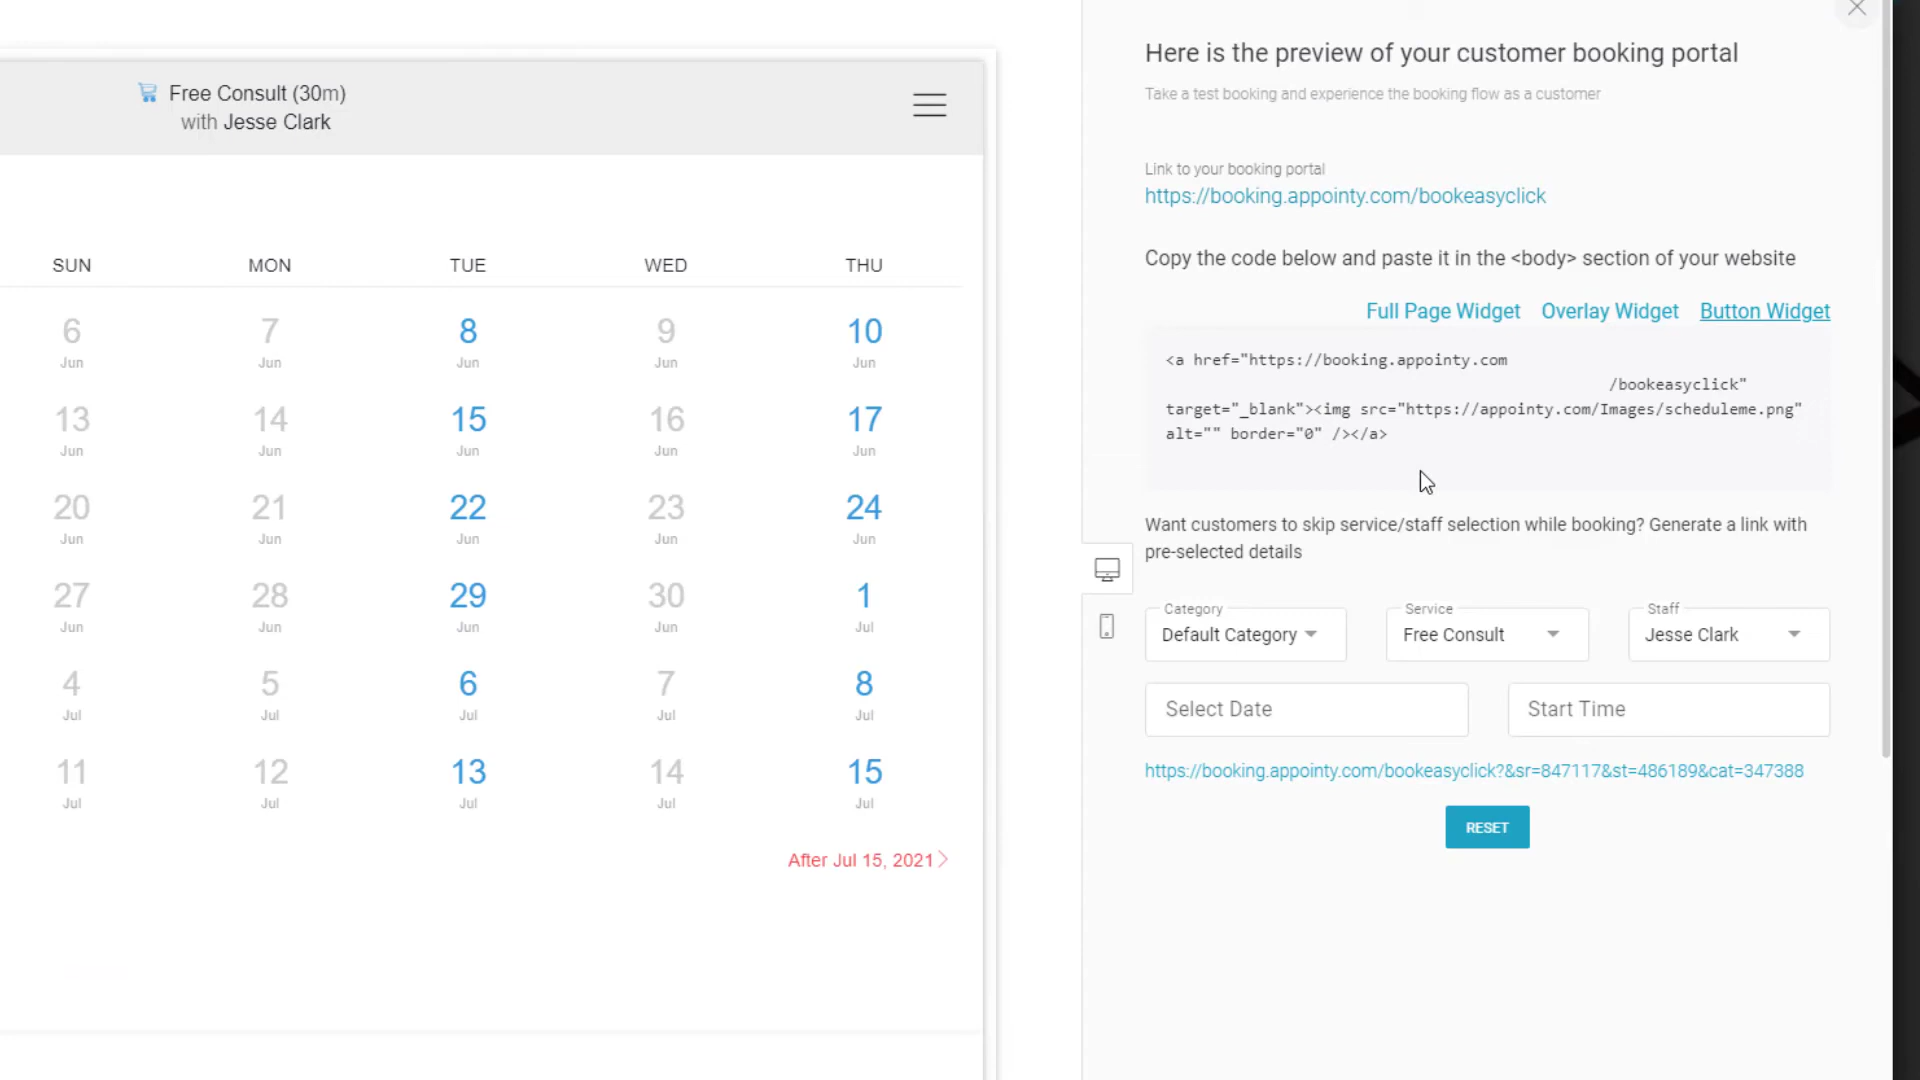 Free Consult (30m)
with Jesse Clark
SUN MON TUE WED THU
6 7 8 9 10
Jun Jun Jun Jun Jun
13 14 15 16 17
Jun Jun Jun Jun Jun
20 21 22 23 24
Jun Jun Jun Jun Jun
27 28 29 30 1
Jun Jun Jun Jun Jul
4 5 6 7 8
Jul Jul Jul Jul Jul
11 12 13 14 15
Jul Jul Jul Jul Jul
After Jul 15, 2021
Here is the preview of your customer booking portal
Take a test booking and experience the booking flow as a customer
Link to your booking portal
https://booking.appointy.com/bookeasyclick
Copy the code below and paste it in the <body> section of your website
Full Page Widget Overlay Widget Button Widget
<a href="https://booking.appointy.com
/bookeasyclick"
target="_blank"><img src="https://appointy.com/Images/scheduleme.png"
alt="" border="0" /></a>
Want customers to skip service/staff selection while booking? Generate a link with
pre-selected details
Category Service Staff
Default Category Free Consult Jesse Clark
Select Date Start Time
https://booking.appointy.com/bookeasyclick?&sr=847117&st=486189&cat=347388
RESET